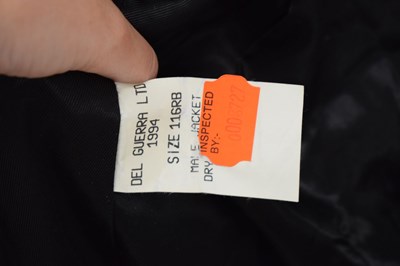 DEL GUERRA LTD
1994
SIZE 116RB
MALE JACKET
DRY
INSPECTED
BY:-